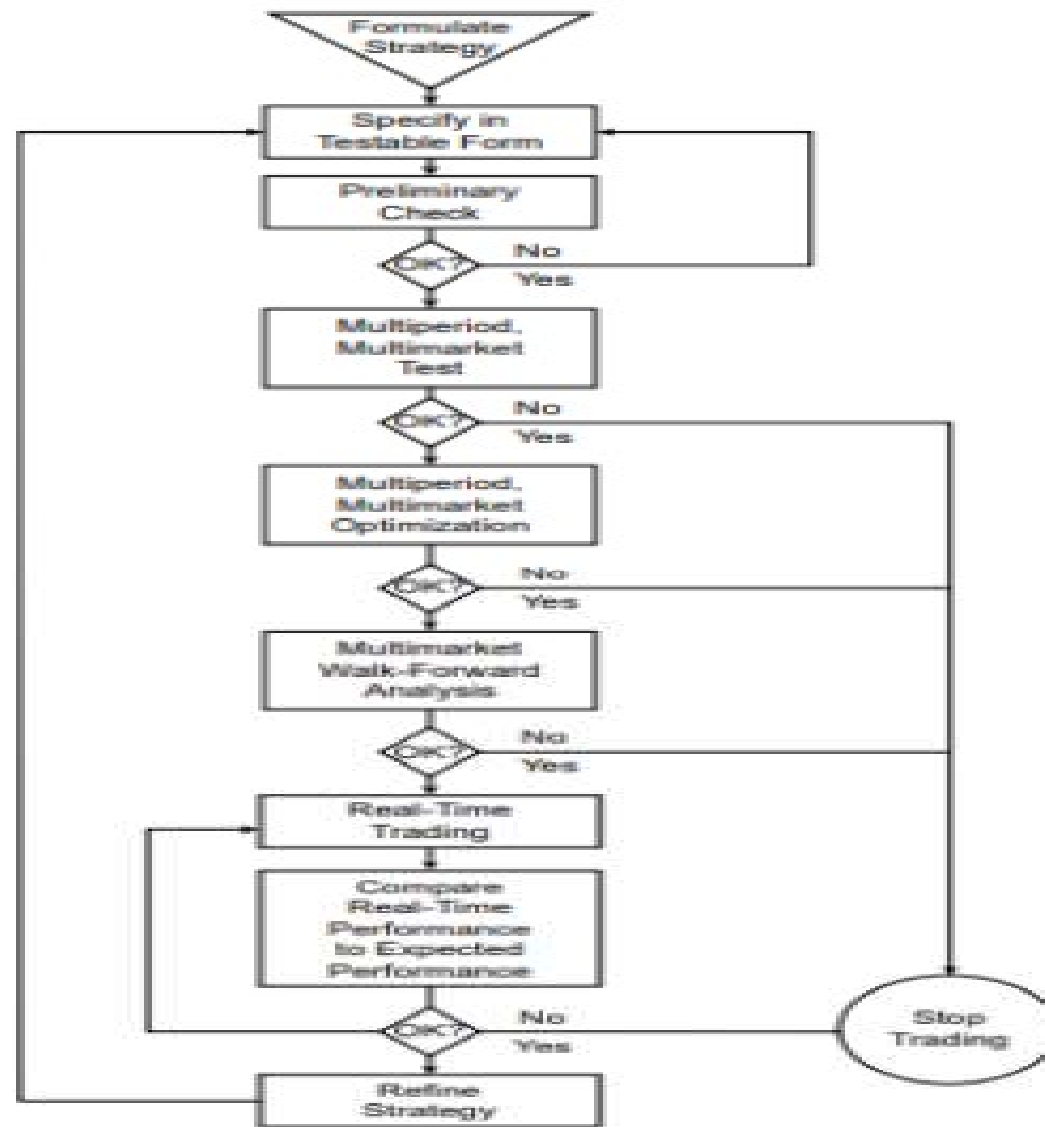 Formulate
Strategy
Specify in
Testable Form
Preliminary
Check
OK?
No
Yes
Multiperiod,
Multimarket
Test
OK?
No
Yes
Multiperiod,
Multimarket
Optimization
OK?
No
Yes
Multimarket
Walk-Forward
Analysis
OK?
No
Yes
Real-Time
Trading
Compare
Real-Time
Performance
to Expected
Performance
OK?
No
Yes
Stop
Trading
Refine
Strategy